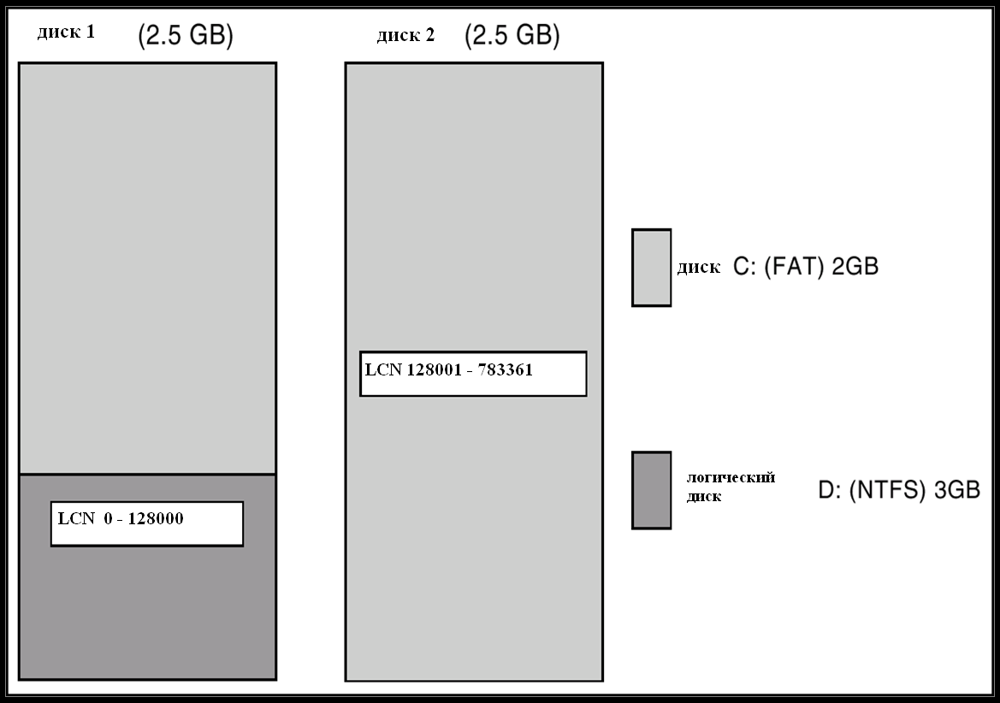 диск 1 (2.5 GB)
диск 2 (2.5 GB)
диск C: (FAT) 2GB
LCN 128001 - 783361
логический
диск
D: (NTFS) 3GB
LCN 0 - 128000